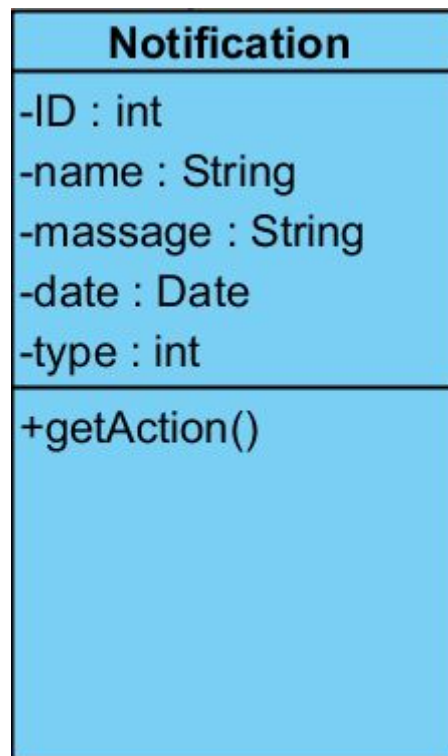 Notification
-ID : int
-name : String
-massage : String
-date : Date
-type : int
+getAction()